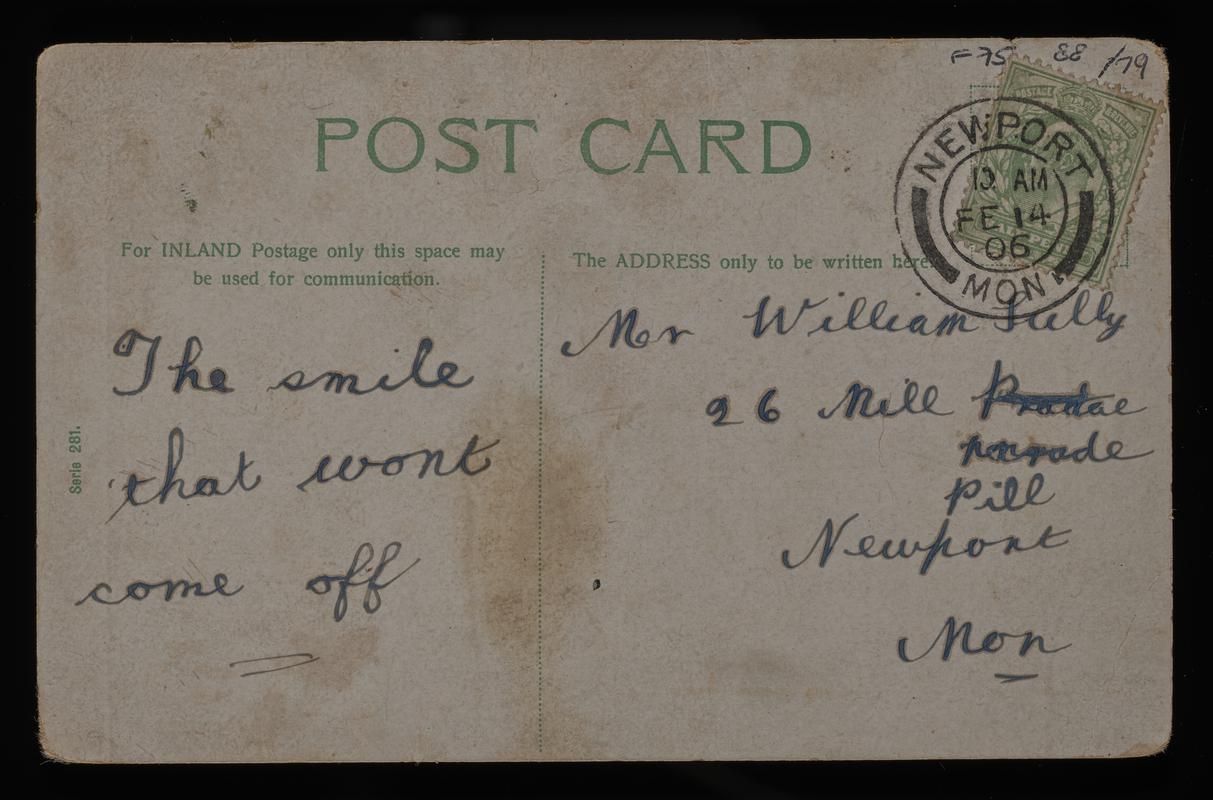 F75 88/79
POST CARD
NEWPORT
AM
FE 14
06
MON
For INLAND Postage only this space may
be used for communication.
The ADDRESS only to be written here.
The smile
that wont
come off
Mr William
26 Mill
parade
Pill
Newport
Mon
Serie 281.